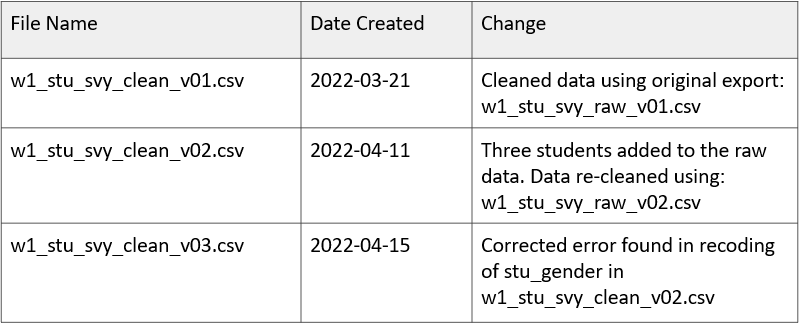 File Name
Date Created
Change
w1_stu_svy_clean_v01.csv
2022-03-21
Cleaned data using original export:
w1_stu_svy_raw_v01.csv
w1_stu_svy_clean_v02.csv
2022-04-11
Three students added to the raw
data. Data re-cleaned using:
w1_stu_svy_raw_v02.csv
w1_stu_svy_clean_v03.csv
2022-04-15
Corrected error found in recoding
of stu_gender in
w1_stu_svy_clean_v02.csv